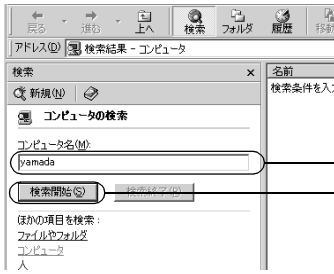 戻る 進む 上へ 検索 フォルダ 履歴 移動
アドレス(D) 検索結果 - コンピュータ
検索 × 名前
新規(N) 検索条件を入
コンピュータの検索
コンピュータ名(M):
yamada
検索開始(S) 検索終了(P)
ほかの項目を検索:
ファイルやフォルダ
コンピュータ
人